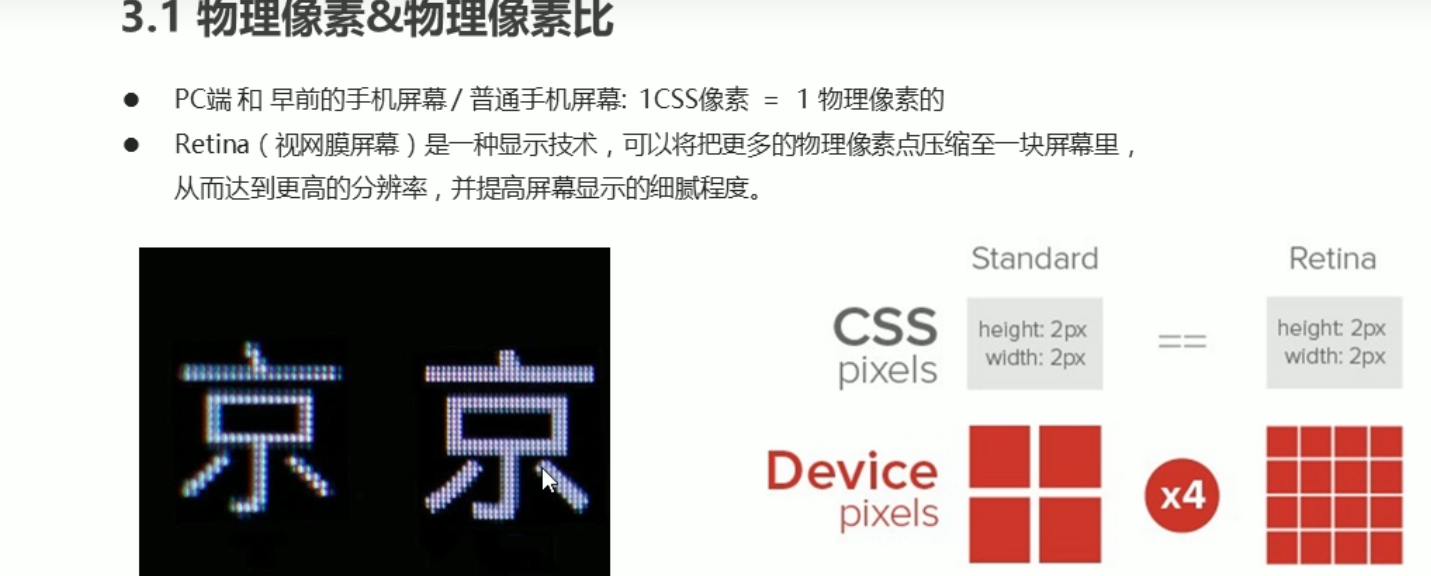 3.1 物理像素&物理像素比
● PC端 和 早前的手机屏幕 / 普通手机屏幕: 1CSS像素 = 1 物理像素的
● Retina（视网膜屏幕）是一种显示技术，可以将把更多的物理像素点压缩至一块屏幕里，
从而达到更高的分辨率，并提高屏幕显示的细腻程度。
京 京
Standard Retina
CSS
pixels
height: 2px
width: 2px
==
height: 2px
width: 2px
Device
pixels
x4